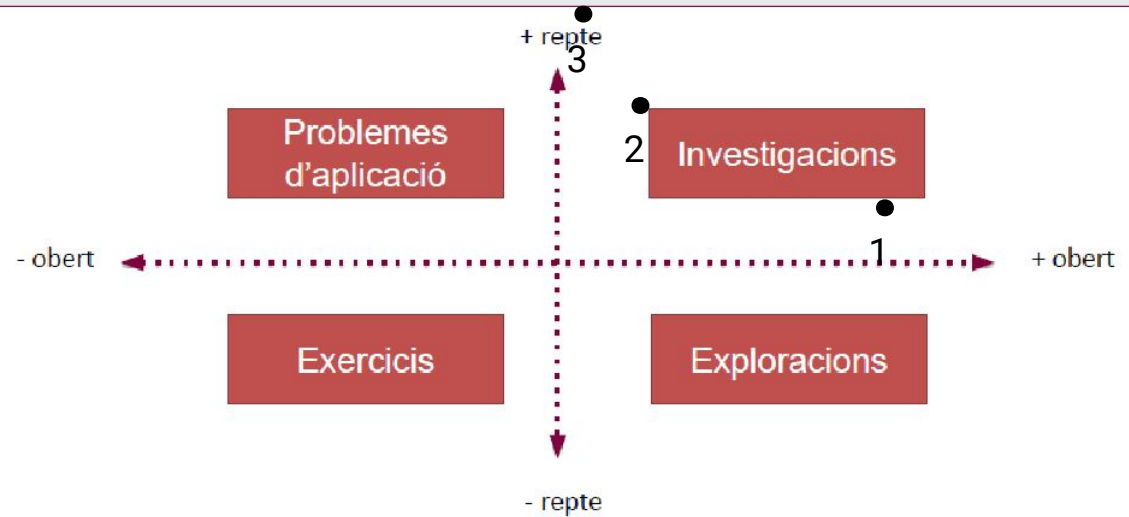 + repte
3
Problemes
d'aplicació
2
Investigacions
1
- obert
+ obert
Exercicis
Exploracions
- repte